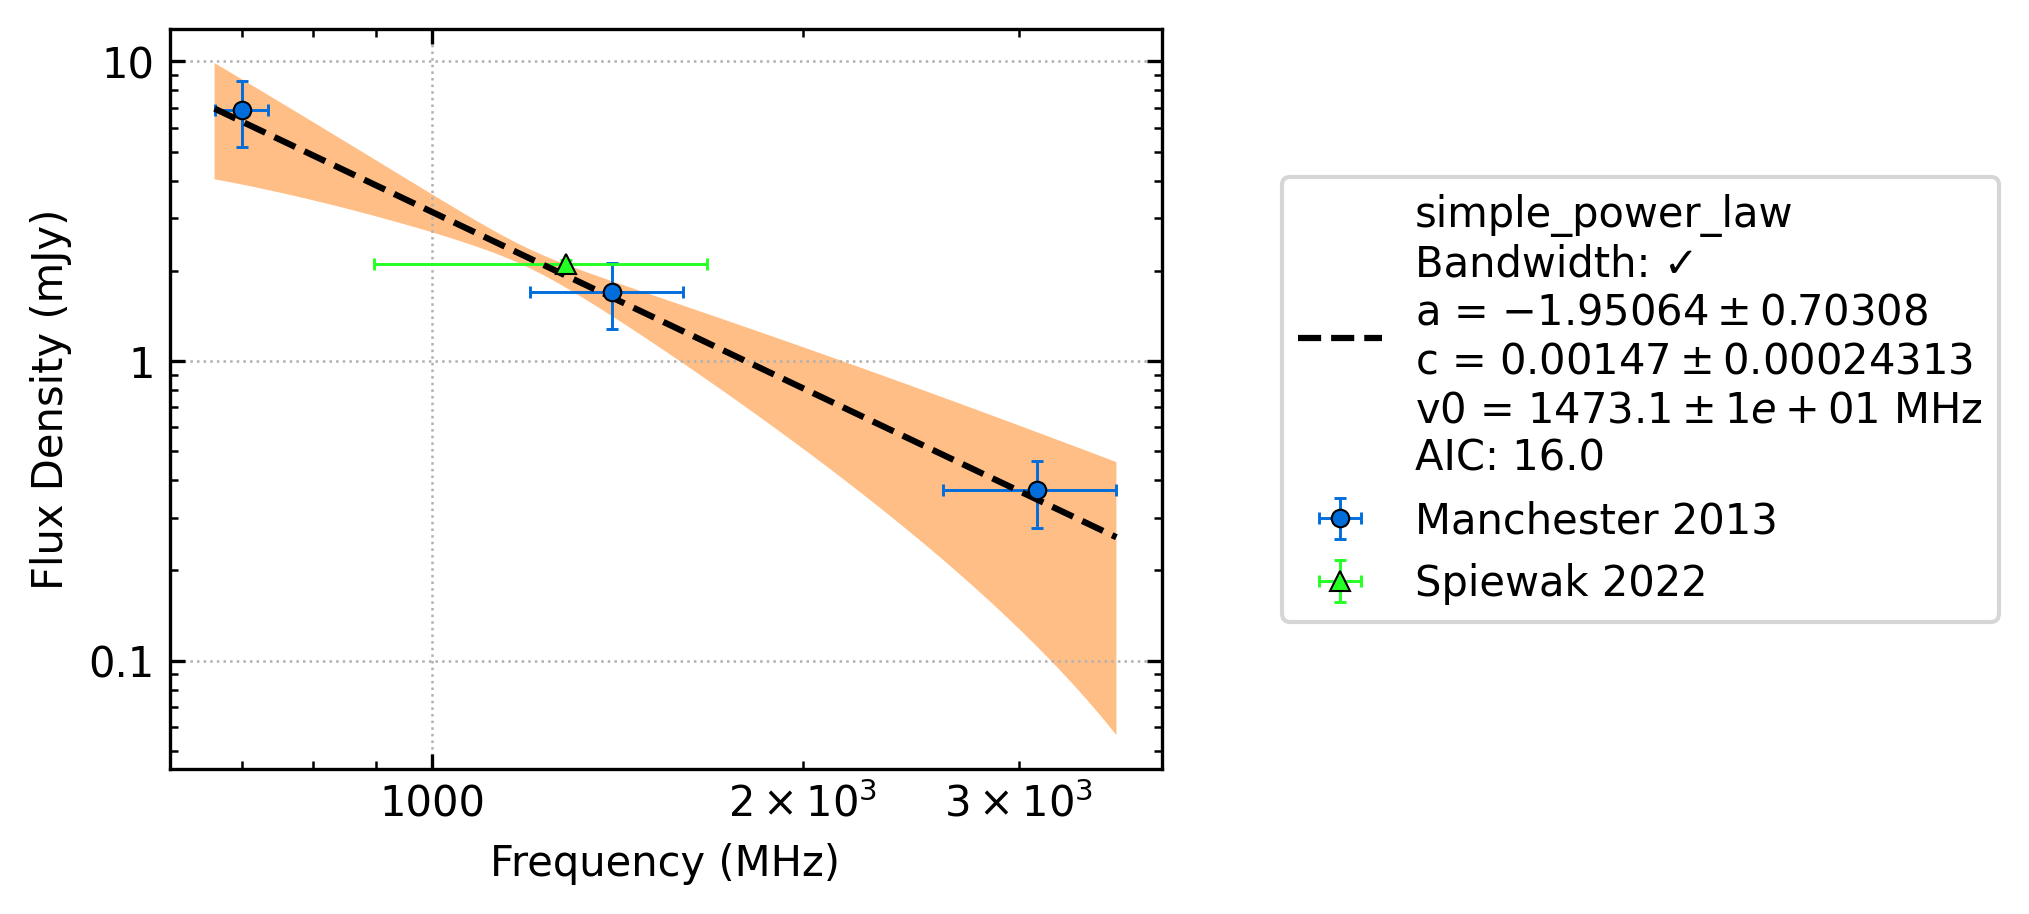 10
1
0.1
Flux Density (mJy)
1000
2 × 10³
3 × 10³
Frequency (MHz)
simple_power_law
Bandwidth: ✓
a = −1.95064 ± 0.70308
c = 0.00147 ± 0.00024313
v0 = 1473.1 ± 1e + 01 MHz
AIC: 16.0
Manchester 2013
Spiewak 2022